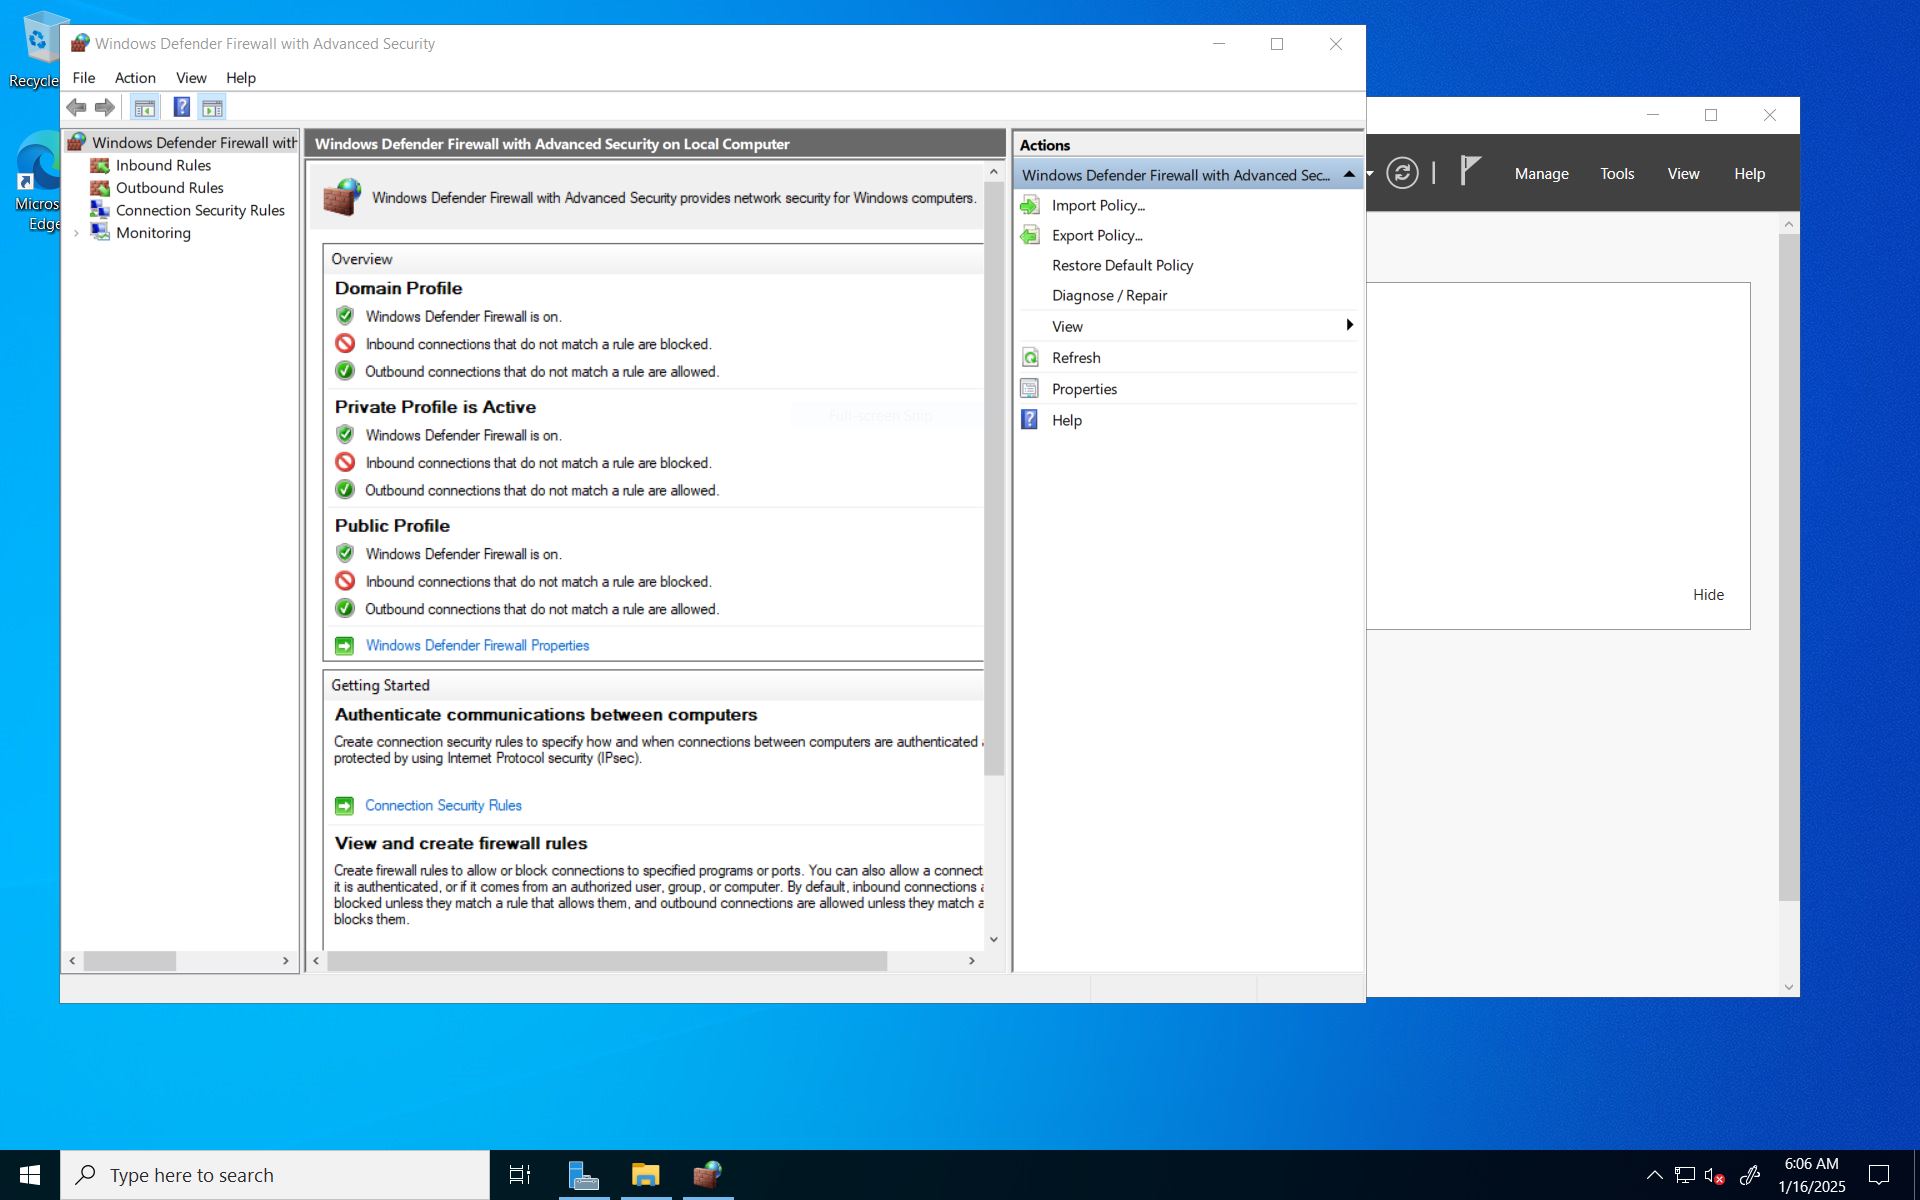 Recycle
Micros
Edge
Windows Defender Firewall with Advanced Security
File Action View Help
Windows Defender Firewall with
Inbound Rules
Outbound Rules
Connection Security Rules
Monitoring
Windows Defender Firewall with Advanced Security on Local Computer
Windows Defender Firewall with Advanced Security provides network security for Windows computers.
Overview
Domain Profile
Windows Defender Firewall is on.
Inbound connections that do not match a rule are blocked.
Outbound connections that do not match a rule are allowed.
Private Profile is Active
Full-screen Snip
Windows Defender Firewall is on.
Inbound connections that do not match a rule are blocked.
Outbound connections that do not match a rule are allowed.
Public Profile
Windows Defender Firewall is on.
Inbound connections that do not match a rule are blocked.
Outbound connections that do not match a rule are allowed.
Windows Defender Firewall Properties
Getting Started
Authenticate communications between computers
Create connection security rules to specify how and when connections between computers are authenticated
protected by using Internet Protocol security (IPsec).
Connection Security Rules
View and create firewall rules
Create firewall rules to allow or block connections to specified programs or ports. You can also allow a connect
it is authenticated, or if it comes from an authorized user, group, or computer. By default, inbound connections
blocked unless they match a rule that allows them, and outbound connections are allowed unless they match a
blocks them.
Actions
Windows Defender Firewall with Advanced Sec...
Import Policy...
Export Policy...
Restore Default Policy
Diagnose / Repair
View
Refresh
Properties
Help
Manage Tools View Help
Hide
Type here to search
6:06 AM
1/16/2025